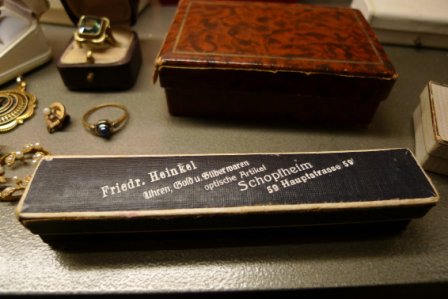 Friedr. Heinkel
Uhren, Gold u. Silberwaren
optische Artikel
Schopfheim
59 Hauptstrasse 59